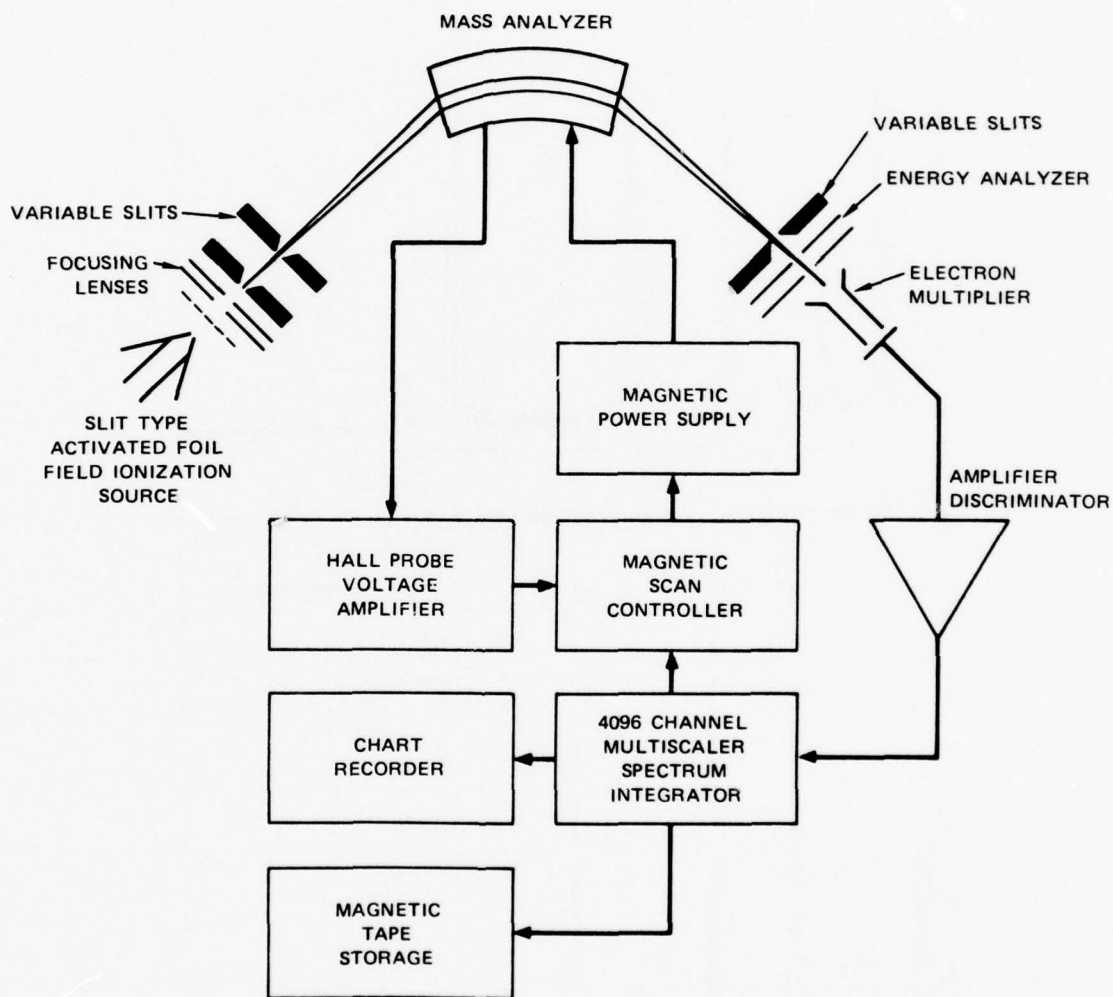 MASS ANALYZER
VARIABLE SLITS
ENERGY ANALYZER
VARIABLE SLITS
FOCUSING
LENSES
ELECTRON
MULTIPLIER
SLIT TYPE
ACTIVATED FOIL
FIELD IONIZATION
SOURCE
MAGNETIC
POWER SUPPLY
AMPLIFIER
DISCRIMINATOR
HALL PROBE
VOLTAGE
AMPLIFIER
MAGNETIC
SCAN
CONTROLLER
CHART
RECORDER
4096 CHANNEL
MULTISCALER
SPECTRUM
INTEGRATOR
MAGNETIC
TAPE
STORAGE